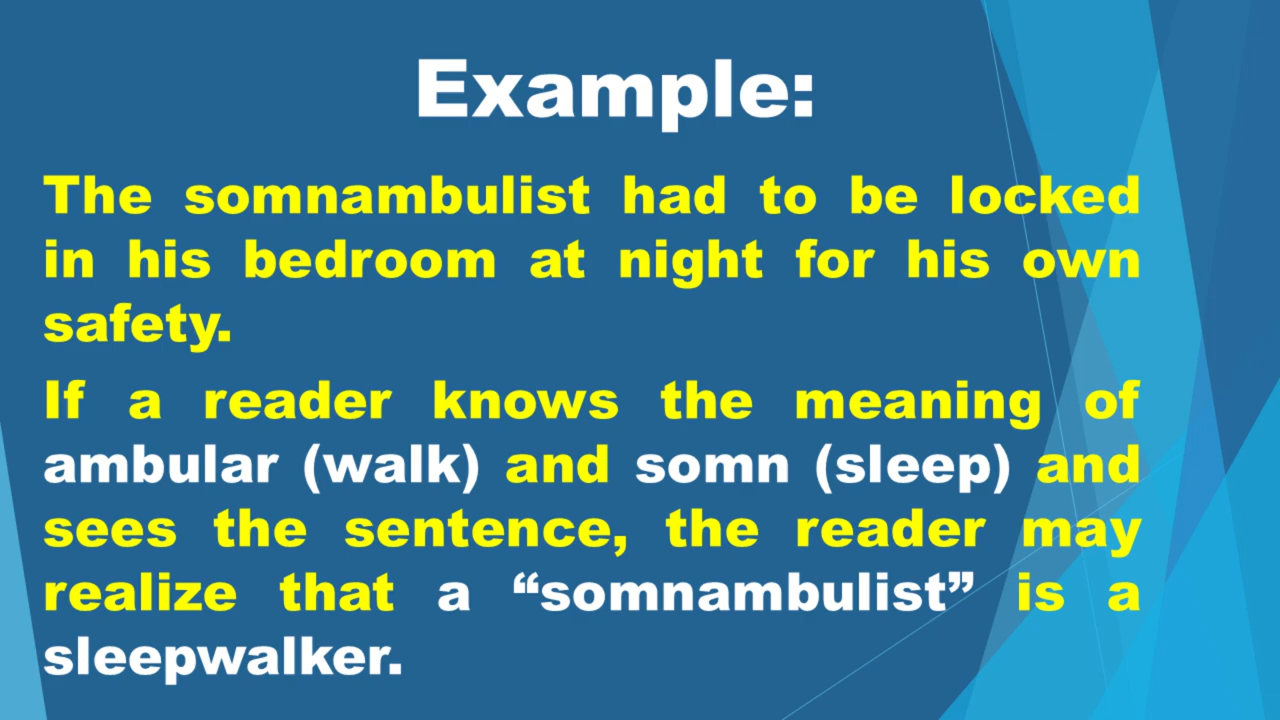 Example:
The somnambulist had to be locked
in his bedroom at night for his own
safety.
If a reader knows the meaning of
ambular (walk) and somn (sleep) and
sees the sentence, the reader may
realize that a “somnambulist” is a
sleepwalker.